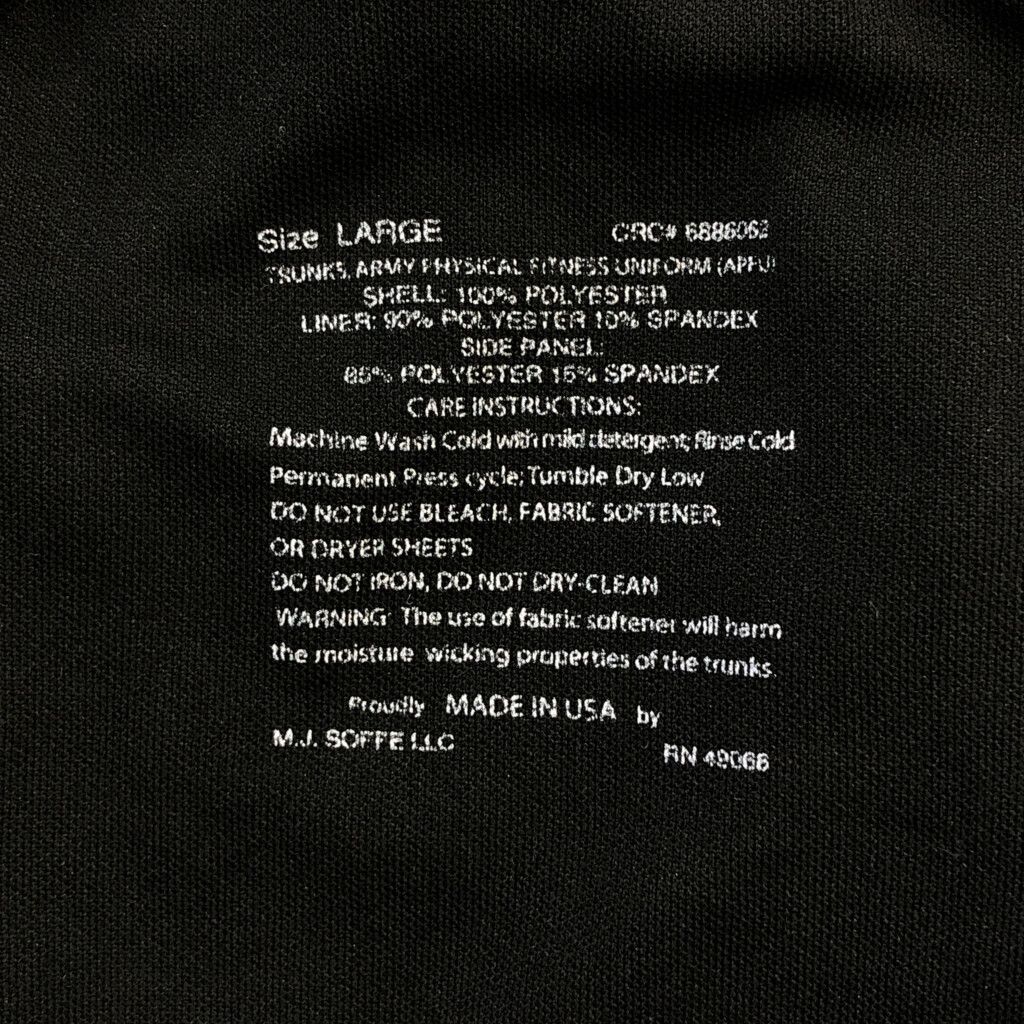 Size LARGE CRC# 6886062
TRUNKS, ARMY PHYSICAL FITNESS UNIFORM (APFU)
SHELL: 100% POLYESTER
LINER: 90% POLYESTER 10% SPANDEX
SIDE PANEL:
85% POLYESTER 15% SPANDEX
CARE INSTRUCTIONS:
Machine Wash Cold with mild detergent; Rinse Cold
Permanent Press cycle; Tumble Dry Low
DO NOT USE BLEACH, FABRIC SOFTENER,
OR DRYER SHEETS
DO NOT IRON, DO NOT DRY-CLEAN
WARNING: The use of fabric softener will harm
the moisture wicking properties of the trunks.
Proudly MADE IN USA by
M.J. SOFFE LLC
RN 49066